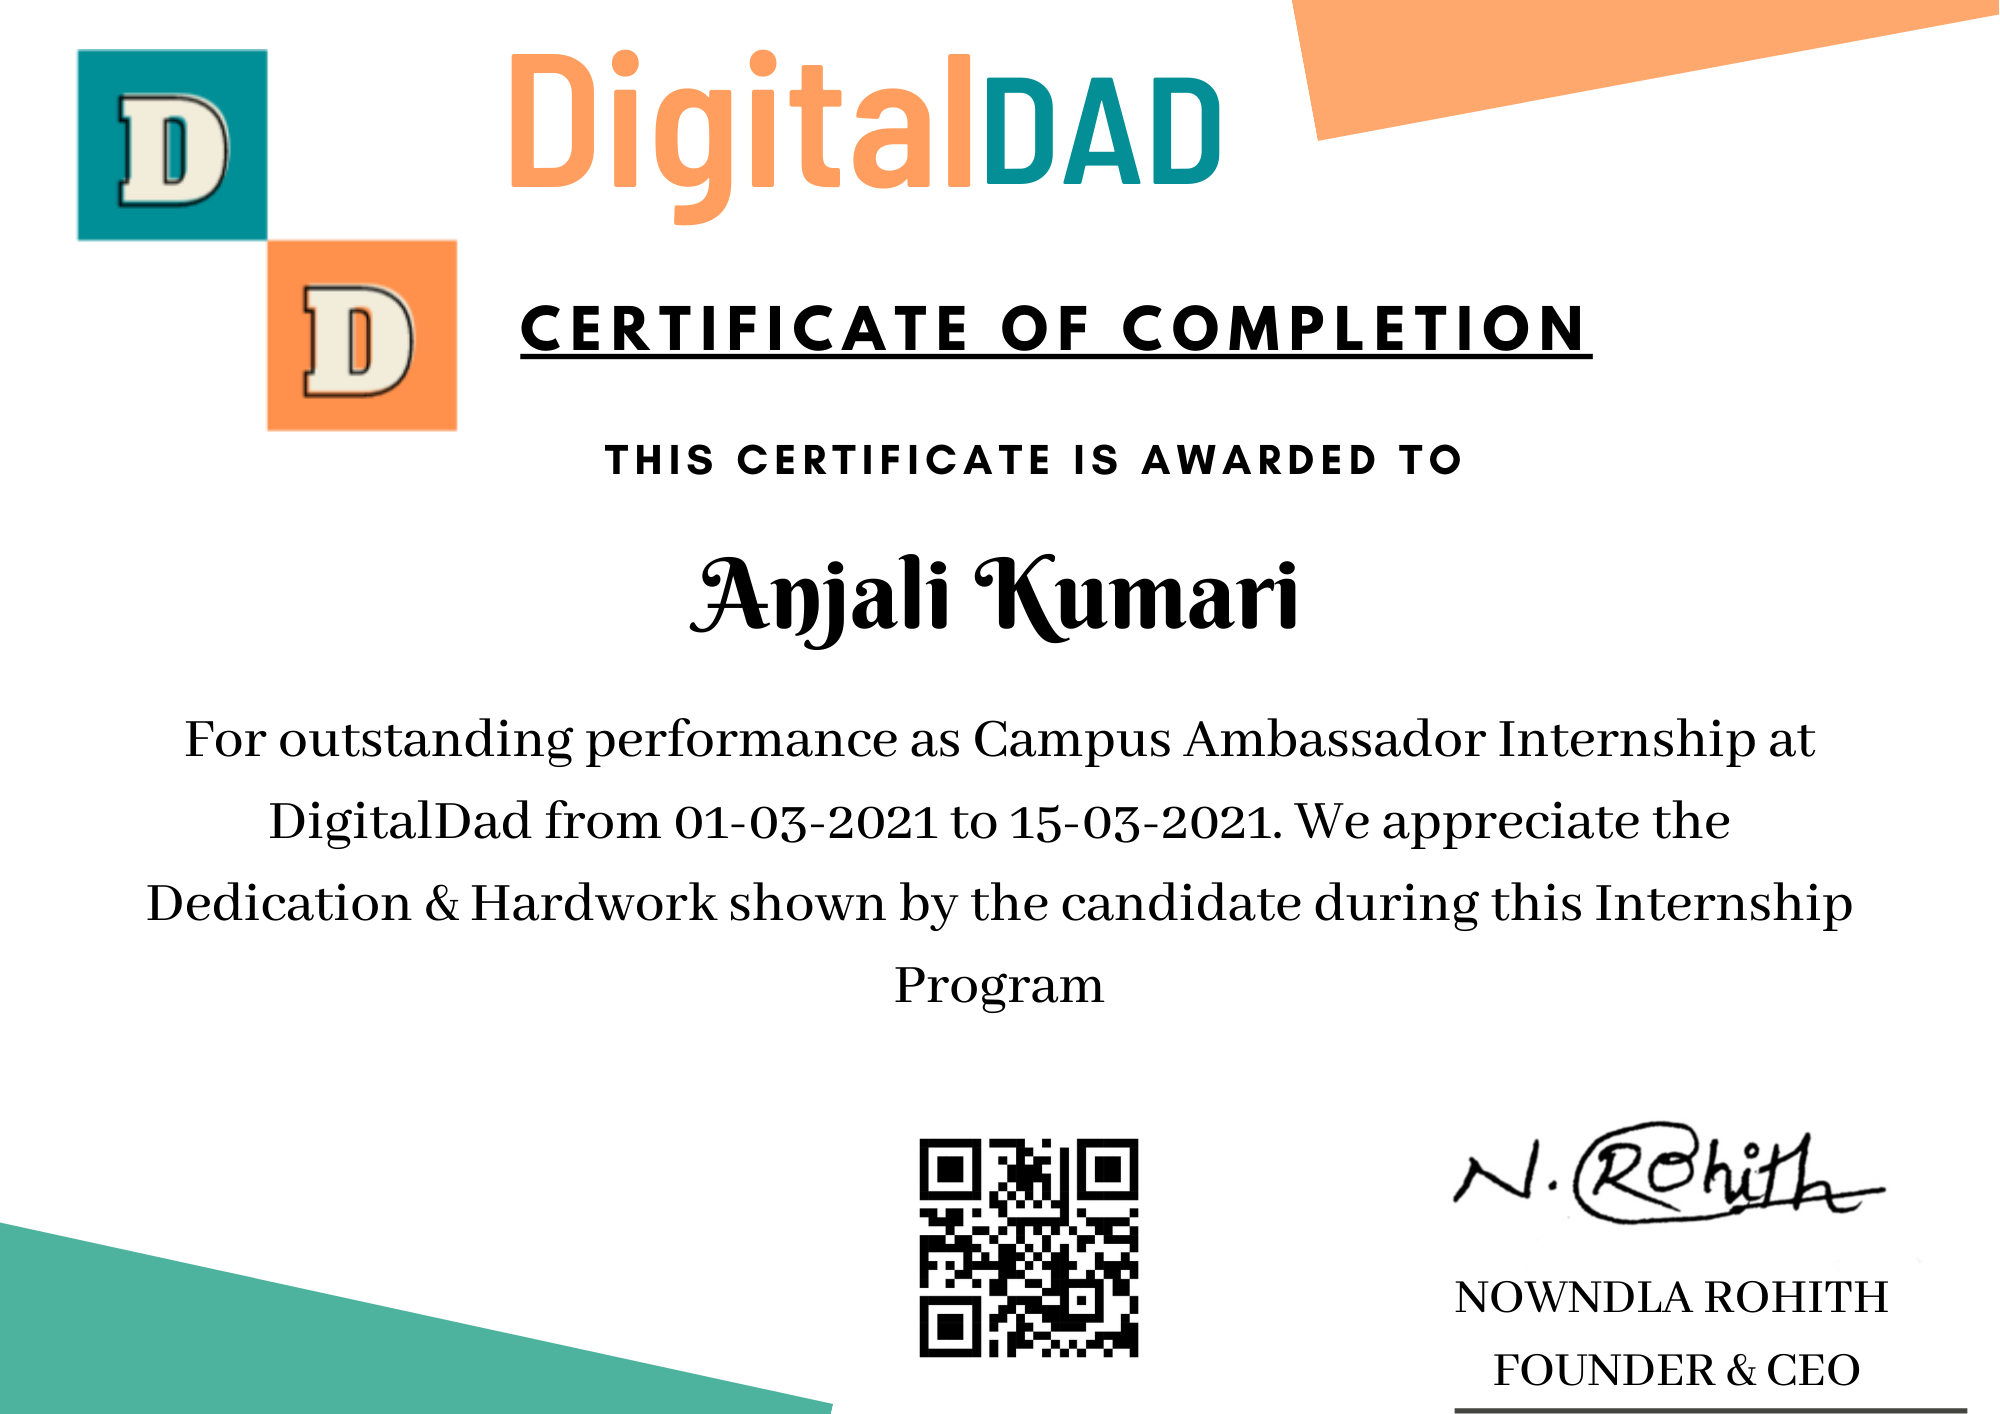 D
DigitalDAD
D
CERTIFICATE OF COMPLETION
THIS CERTIFICATE IS AWARDED TO
Anjali Kumari
For outstanding performance as Campus Ambassador Internship at
DigitalDad from 01-03-2021 to 15-03-2021. We appreciate the
Dedication & Hardwork shown by the candidate during this Internship
Program
N. Rohith
NOWNDLA ROHITH
FOUNDER & CEO